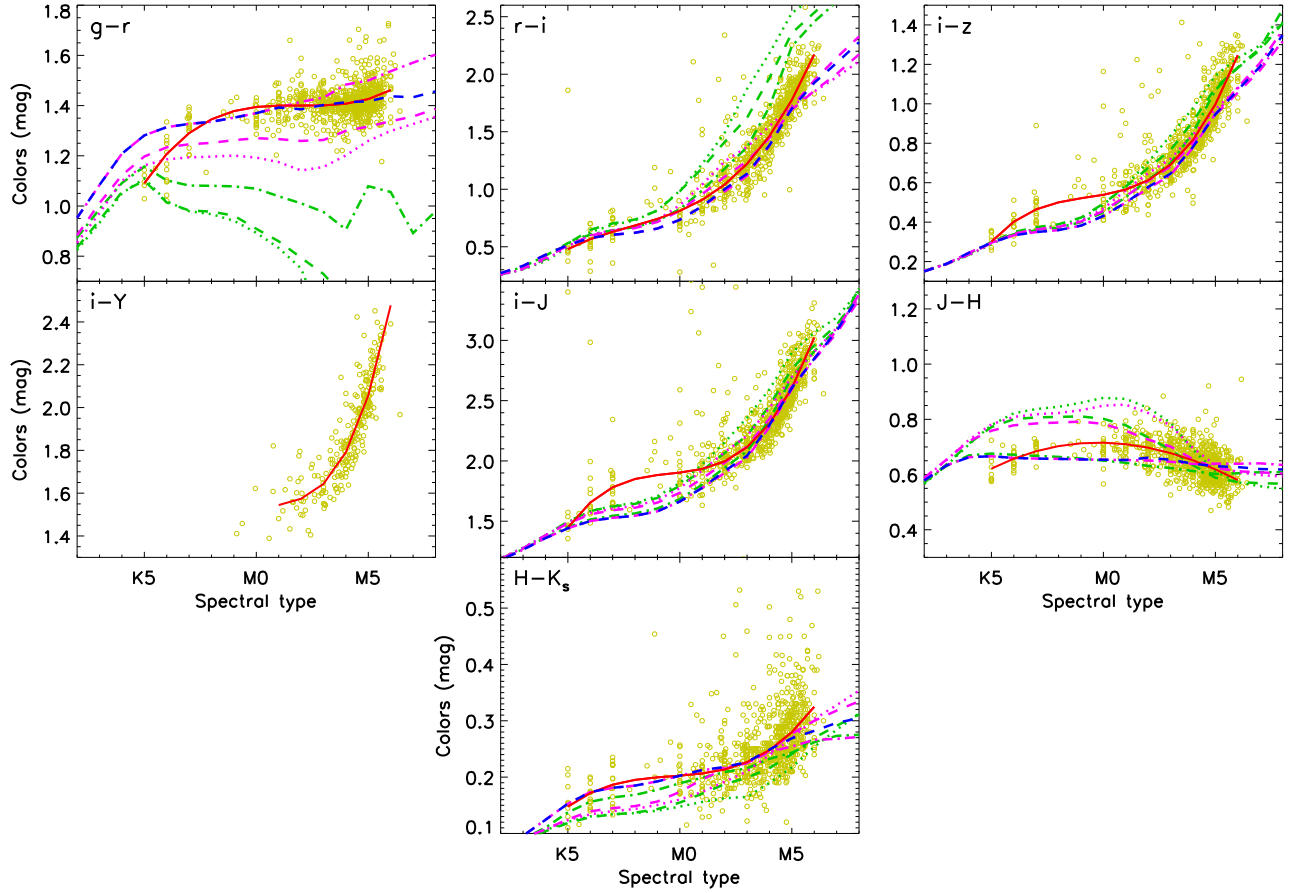 g−r
r−i
i−z
Colors (mag)
1.8
1.6
1.4
1.2
1.0
0.8
2.5
2.0
1.5
1.0
0.5
1.4
1.2
1.0
0.8
0.6
0.4
0.2
i−Y
i−J
J−H
Colors (mag)
2.4
2.2
2.0
1.8
1.6
1.4
3.0
2.5
2.0
1.5
1.2
1.0
0.8
0.6
0.4
K5 M0 M5
Spectral type
K5 M0 M5
Spectral type
H−Ks
Colors (mag)
0.5
0.4
0.3
0.2
0.1
K5 M0 M5
Spectral type